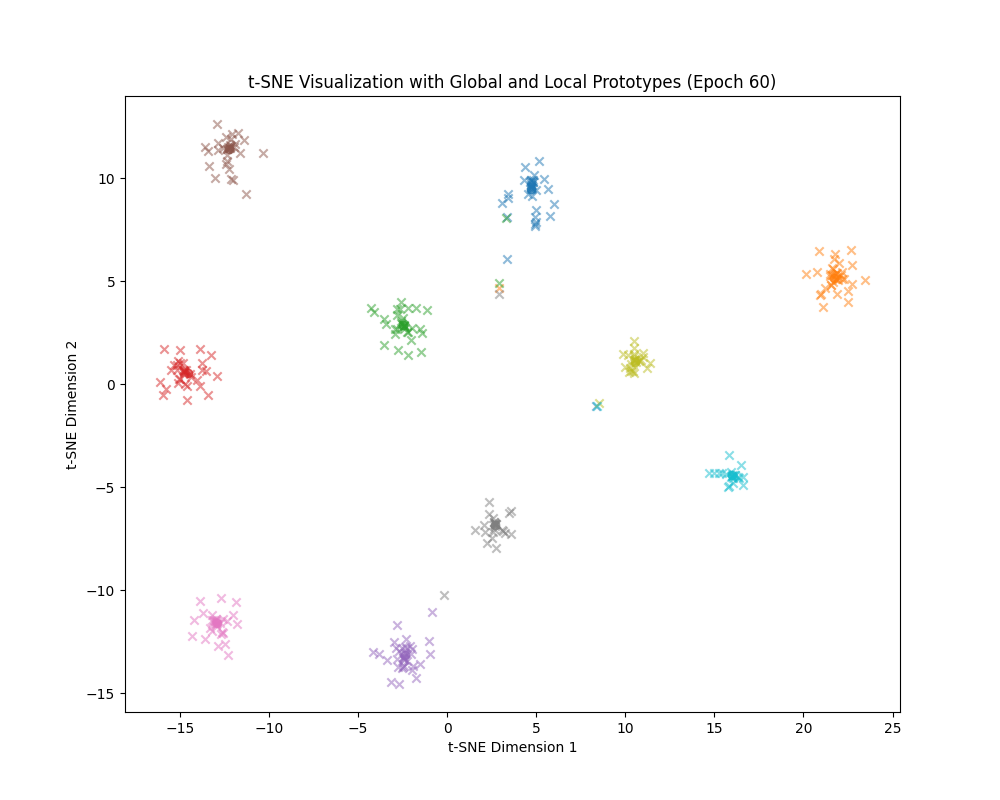 t-SNE Visualization with Global and Local Prototypes (Epoch 60)
10
5
0
−5
−10
−15
t-SNE Dimension 2
−15 −10 −5 0 5 10 15 20 25
t-SNE Dimension 1